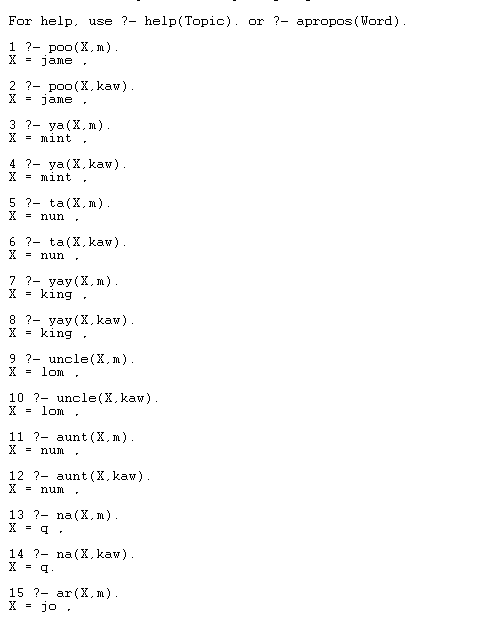 For help, use ?- help(Topic). or ?- apropos(Word).
1 ?- poo(X,m).
X = jame .
2 ?- poo(X,kaw).
X = jame .
3 ?- ya(X,m).
X = mint .
4 ?- ya(X,kaw).
X = mint .
5 ?- ta(X,m).
X = nun .
6 ?- ta(X,kaw).
X = nun .
7 ?- yay(X,m).
X = king .
8 ?- yay(X,kaw).
X = king .
9 ?- uncle(X,m).
X = lom .
10 ?- uncle(X,kaw).
X = lom .
11 ?- aunt(X,m).
X = num .
12 ?- aunt(X,kaw).
X = num .
13 ?- na(X,m).
X = q .
14 ?- na(X,kaw).
X = q.
15 ?- ar(X,m).
X = jo .